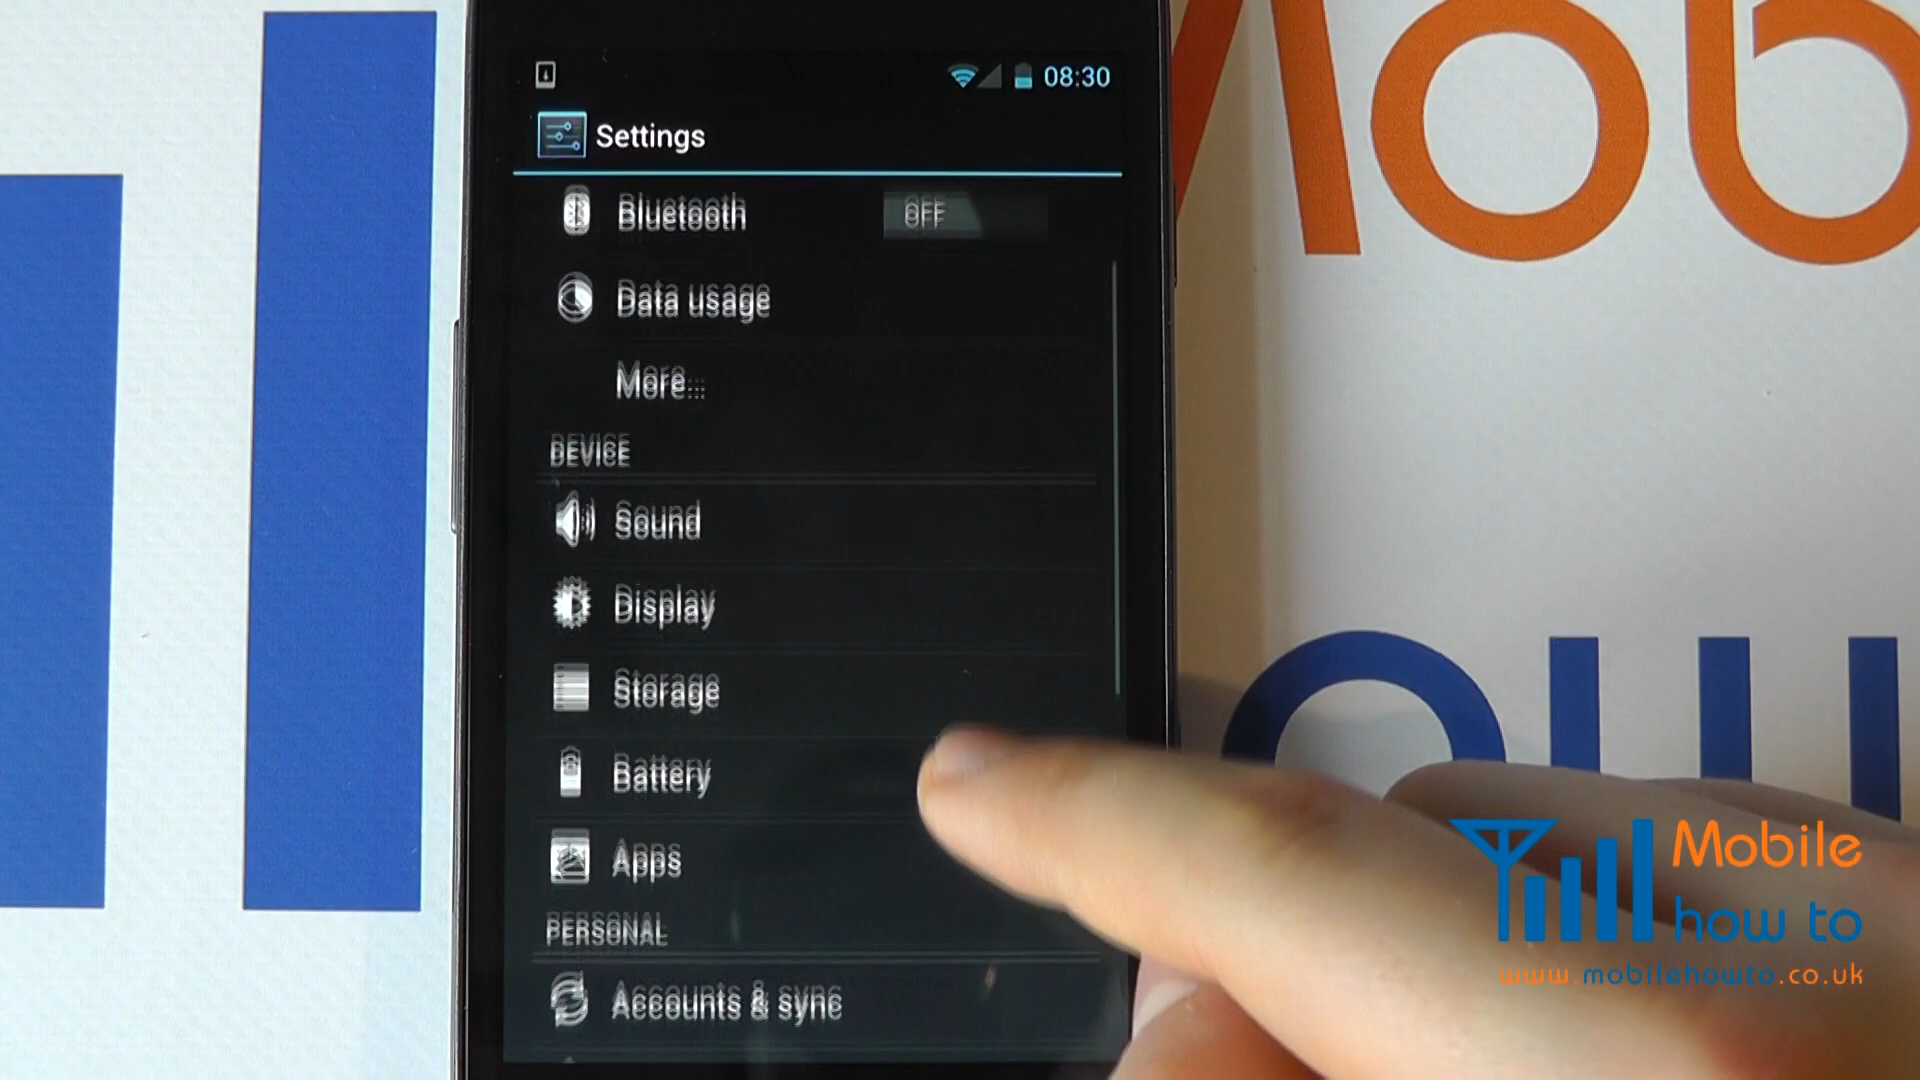 08:30
Settings
Bluetooth OFF
Data usage
More...
DEVICE
Sound
Display
Storage
Battery
Apps
PERSONAL
Accounts & sync
Mobile
how to
www.mobilehowto.co.uk